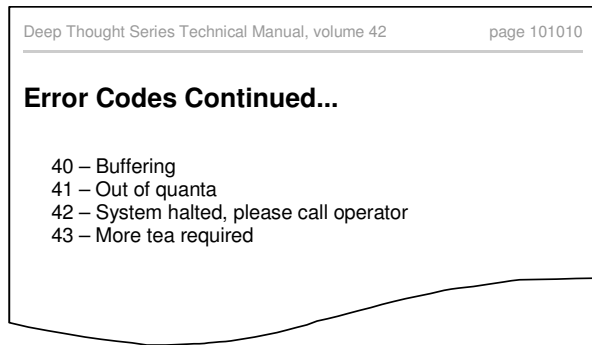 Deep Thought Series Technical Manual, volume 42 page 101010
Error Codes Continued...
40 – Buffering
41 – Out of quanta
42 – System halted, please call operator
43 – More tea required